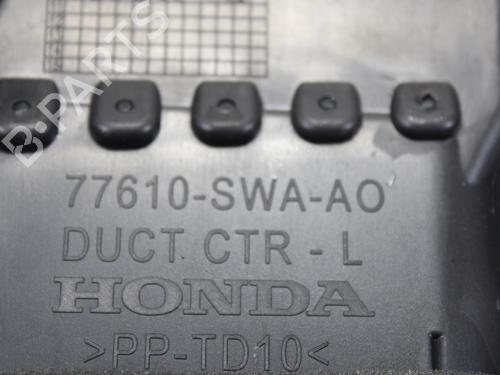 B-PARTS
77610-SWA-AO
DUCT CTR - L
HONDA
>PP-TD10<